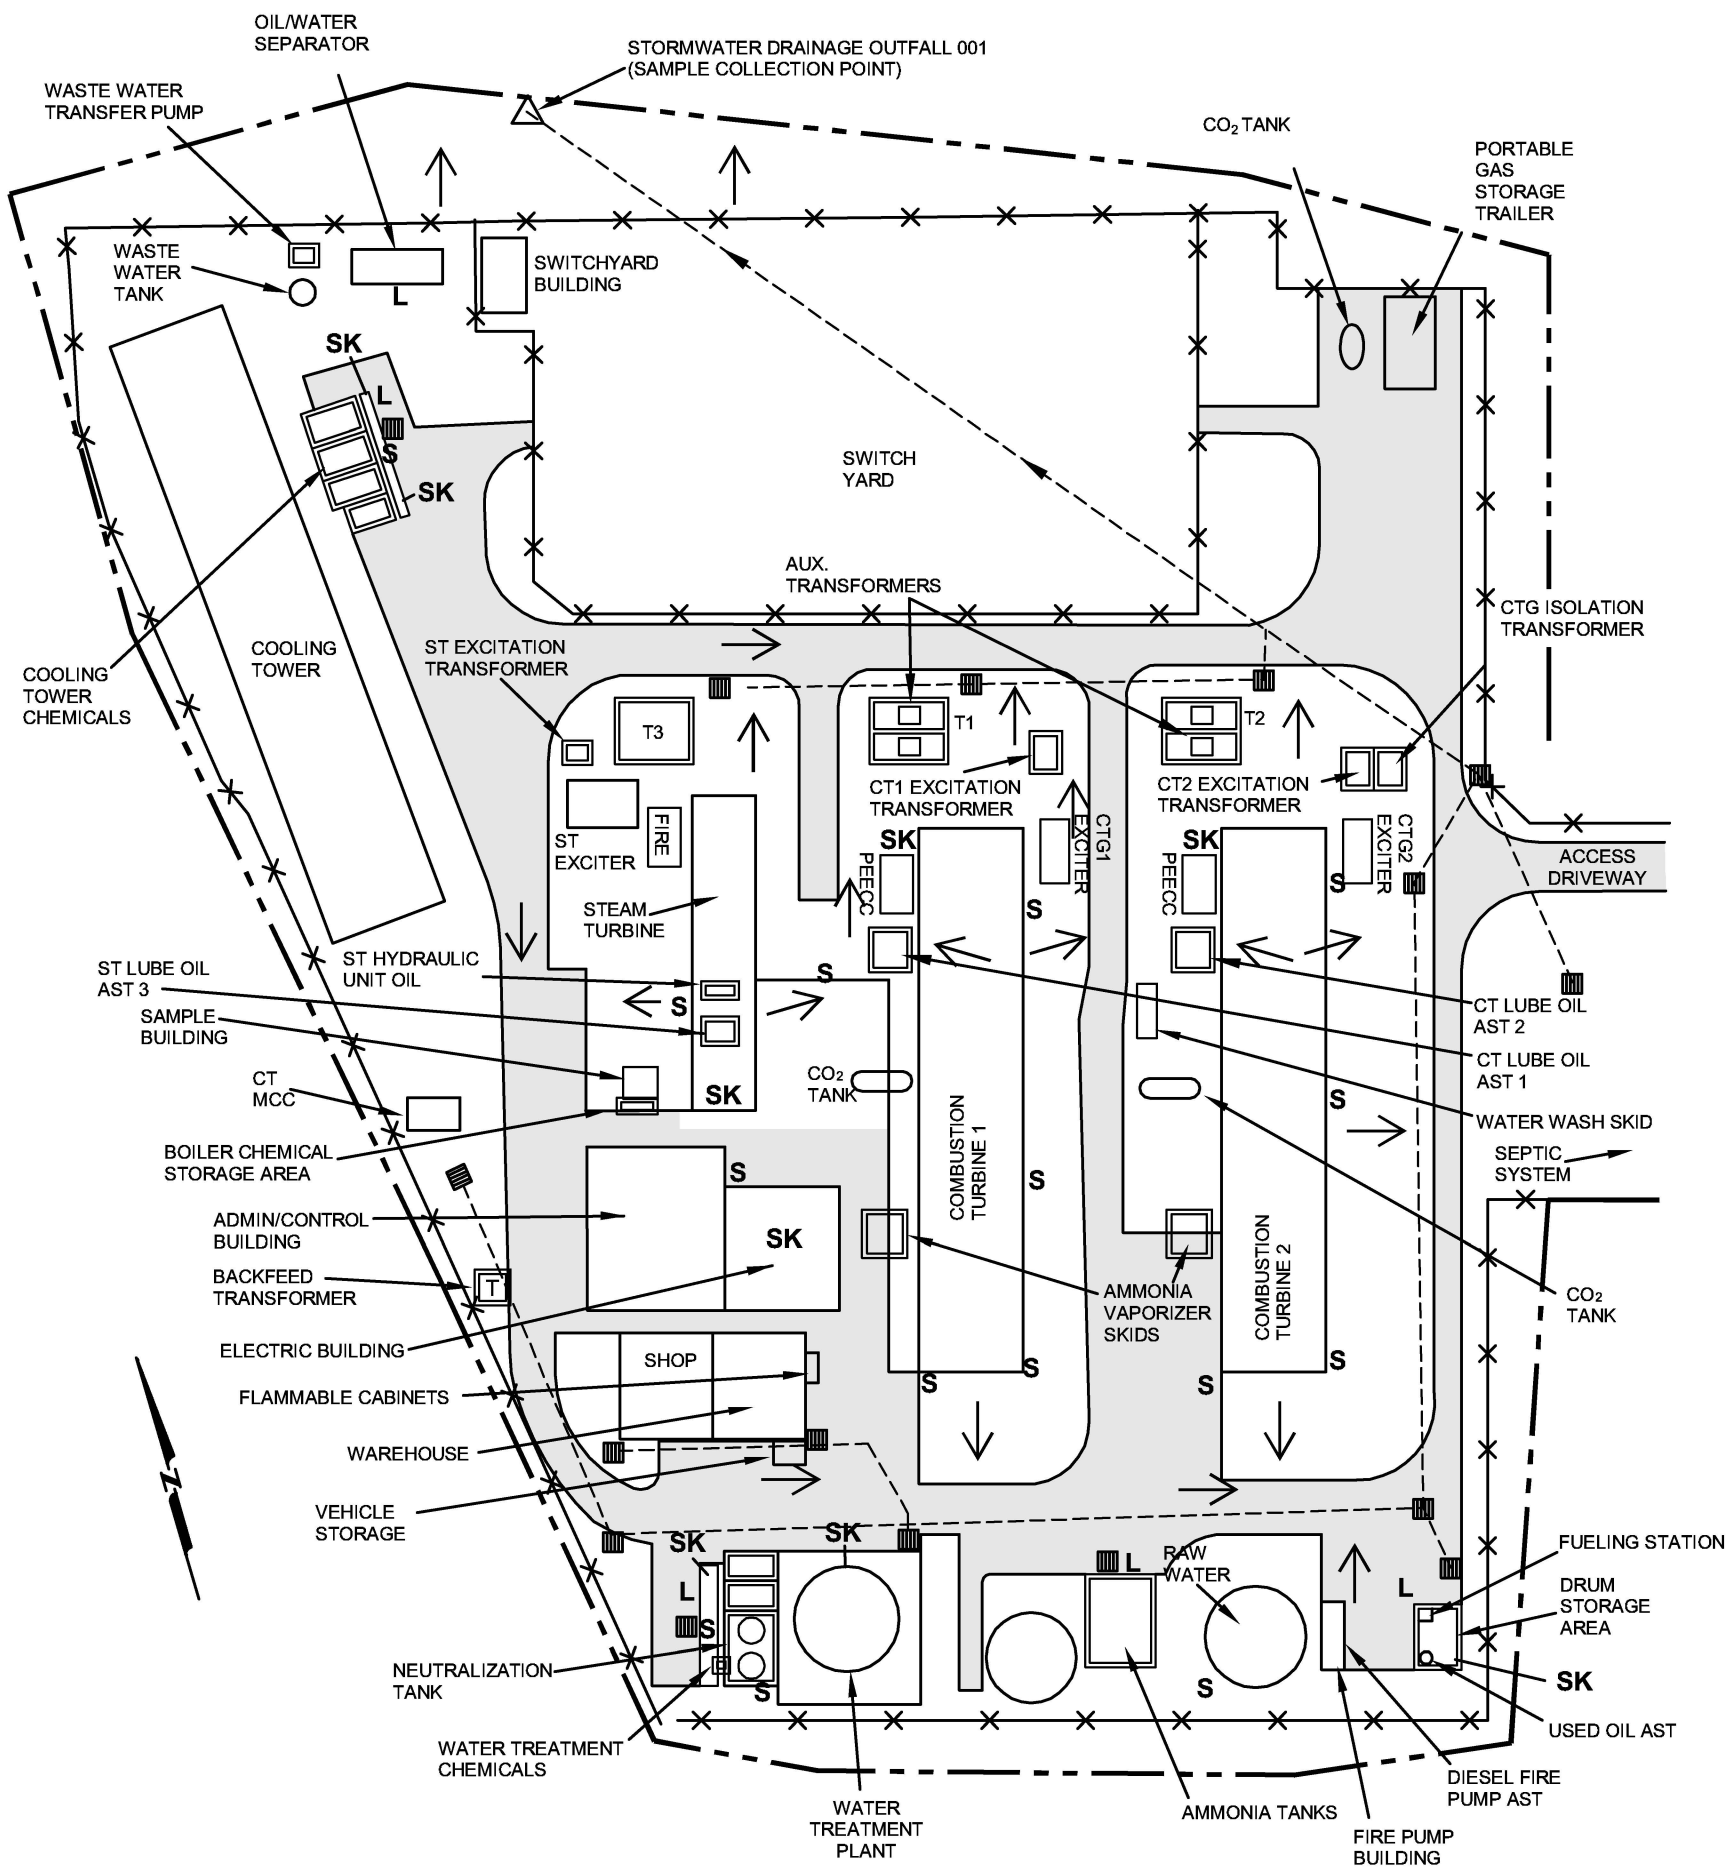 OIL/WATER
SEPARATOR
STORMWATER DRAINAGE OUTFALL 001
(SAMPLE COLLECTION POINT)
WASTE WATER
TRANSFER PUMP
CO₂ TANK
PORTABLE
GAS
STORAGE
TRAILER
WASTE
WATER
TANK
SWITCHYARD
BUILDING
L
SK
L
S
SK
SWITCH
YARD
AUX.
TRANSFORMERS
CTG ISOLATION
TRANSFORMER
ST EXCITATION
TRANSFORMER
COOLING
TOWER
COOLING
TOWER
CHEMICALS
T3
T1
T2
CT1 EXCITATION
TRANSFORMER
CT2 EXCITATION
TRANSFORMER
ST
EXCITER
FIRE
SK
PEECC
CTG1
EXCITER
SK
PEECC
CTG2
EXCITER
S
ACCESS
DRIVEWAY
STEAM
TURBINE
S
ST HYDRAULIC
UNIT OIL
ST LUBE OIL
AST 3
S
S
SAMPLE
BUILDING
CT LUBE OIL
AST 2
CT LUBE OIL
AST 1
CT
MCC
CO₂
TANK
SK
S
WATER WASH SKID
COMBUSTION
TURBINE 1
BOILER CHEMICAL
STORAGE AREA
SEPTIC
SYSTEM
S
S
ADMIN/CONTROL
BUILDING
SK
COMBUSTION
TURBINE 2
BACKFEED
TRANSFORMER
T
AMMONIA
VAPORIZER
SKIDS
CO₂
TANK
ELECTRIC BUILDING
SHOP
S
S
S
S
FLAMMABLE CABINETS
WAREHOUSE
VEHICLE
STORAGE
SK
SK
L
RAW
WATER
FUELING STATION
L
L
DRUM
STORAGE
AREA
S
NEUTRALIZATION
TANK
S
S
SK
USED OIL AST
WATER TREATMENT
CHEMICALS
DIESEL FIRE
PUMP AST
WATER
TREATMENT
PLANT
AMMONIA TANKS
FIRE PUMP
BUILDING
N